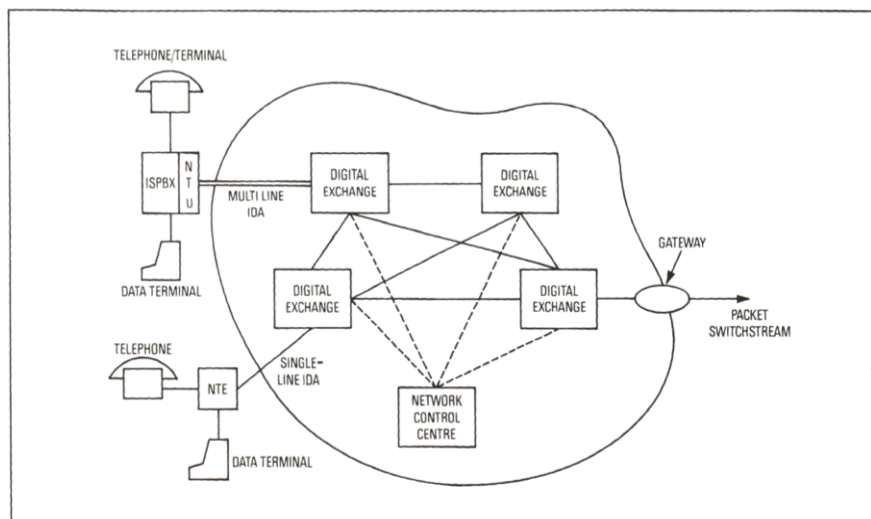 TELEPHONE/TERMINAL
ISPBX
N
T
U
MULTI LINE
IDA
DATA TERMINAL
DIGITAL
EXCHANGE
DIGITAL
EXCHANGE
DIGITAL
EXCHANGE
DIGITAL
EXCHANGE
GATEWAY
PACKET
SWITCHSTREAM
TELEPHONE
NTE
SINGLE-
LINE IDA
DATA TERMINAL
NETWORK
CONTROL
CENTRE